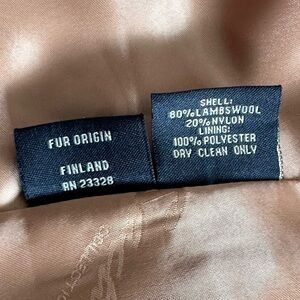 FUR ORIGIN
FINLAND
RN 23328
SHELL:
80% LAMBSWOOL
20% NYLON
LINING:
100% POLYESTER
DRY CLEAN ONLY